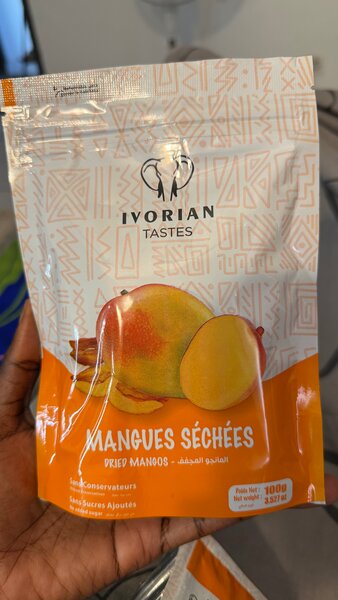 IVORIAN
TASTES
MANGUES SÉCHÉES
DRIED MANGOS - المانجو المجفف
Sans Conservateurs
Sans Sucres Ajoutés
No added sugar
Poids Net : 100g
Net weight : 3.527 oz